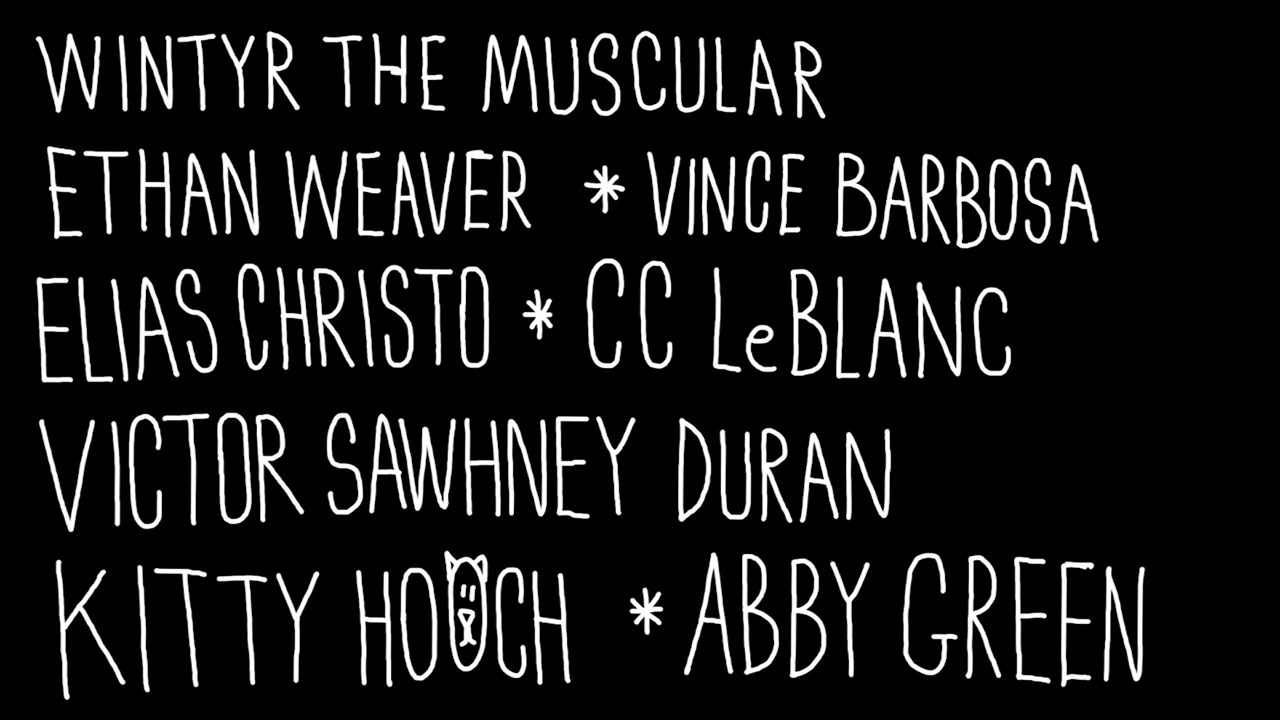 WINTYR THE MUSCULAR
ETHAN WEAVER * VINCE BARBOSA
ELIAS CHRISTO * CC LeBLANC
VICTOR SAWHNEY DURAN
KITTY HOOCH * ABBY GREEN